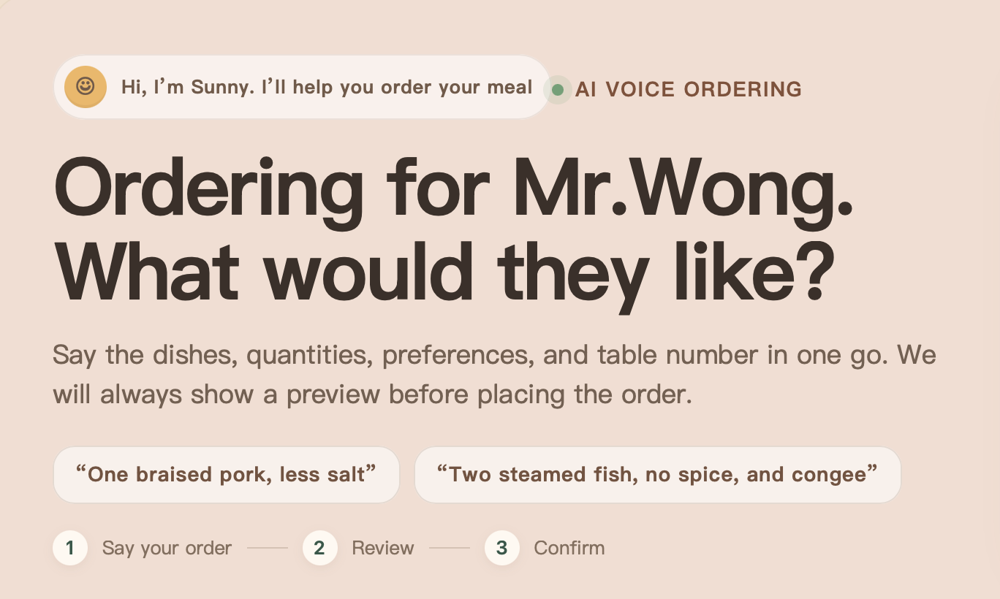 Hi, I’m Sunny. I’ll help you order your meal
AI VOICE ORDERING
Ordering for Mr.Wong.
What would they like?
Say the dishes, quantities, preferences, and table number in one go. We
will always show a preview before placing the order.
“One braised pork, less salt”
“Two steamed fish, no spice, and congee”
1 Say your order
2 Review
3 Confirm